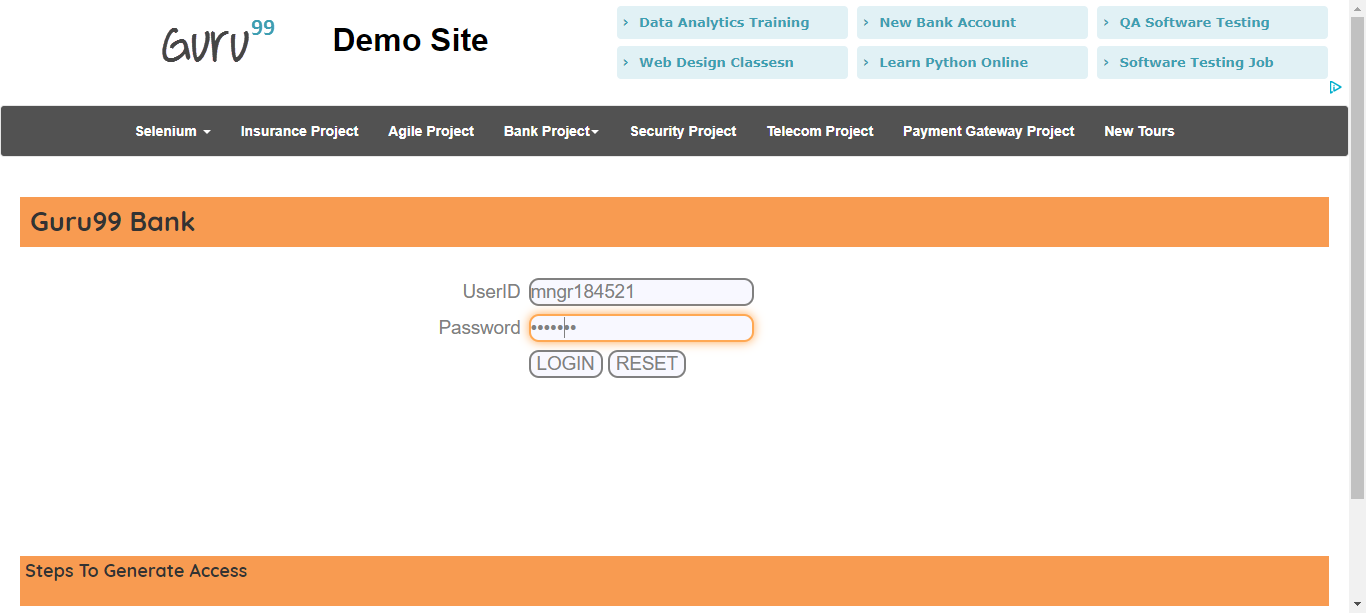 Guru99
Demo Site
Data Analytics Training
New Bank Account
QA Software Testing
Web Design Classesn
Learn Python Online
Software Testing Job
Selenium
Insurance Project
Agile Project
Bank Project
Security Project
Telecom Project
Payment Gateway Project
New Tours
Guru99 Bank
UserID mngr184521
Password •••••••
LOGIN RESET
Steps To Generate Access